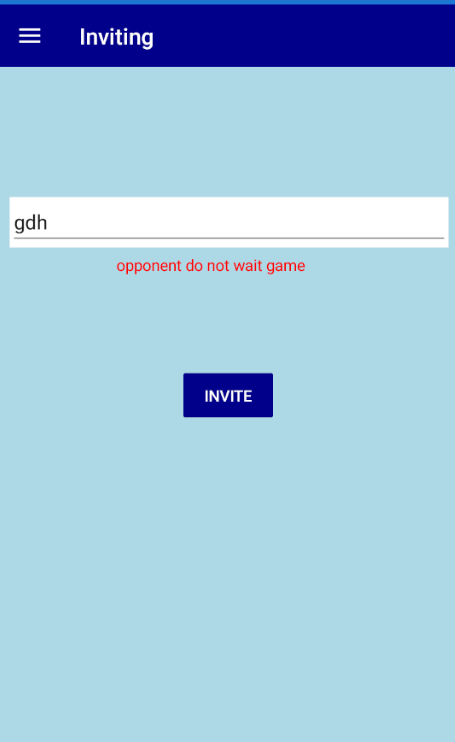 Inviting
gdh
opponent do not wait game
INVITE